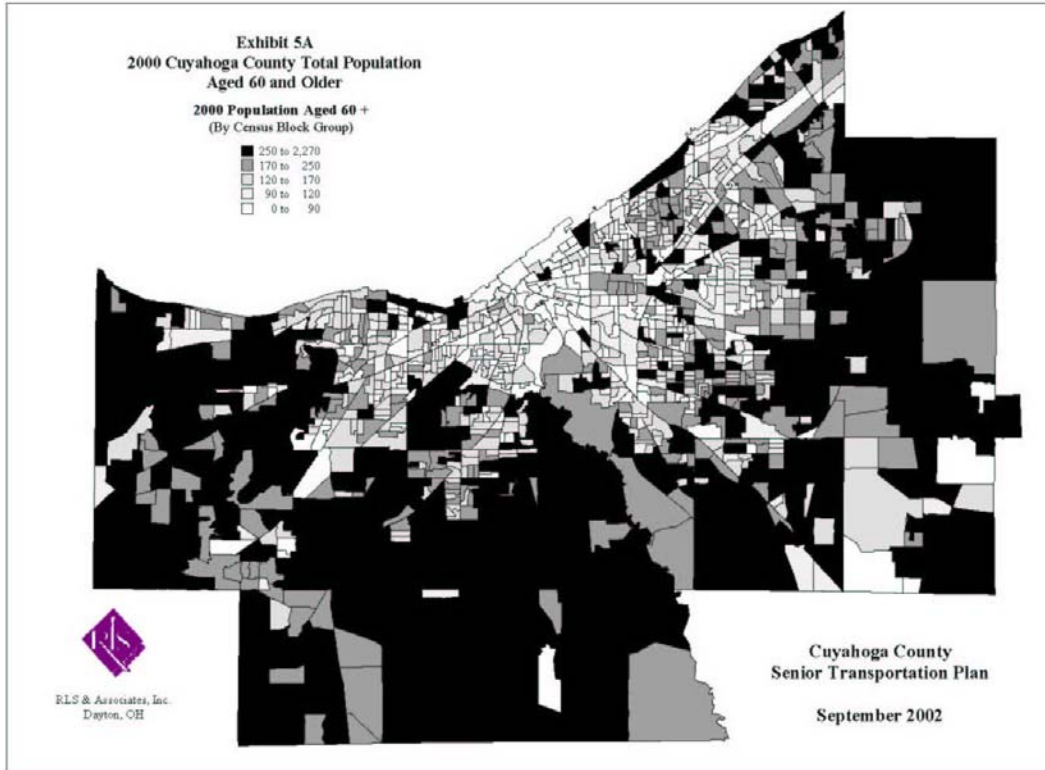 Exhibit 5A
2000 Cuyahoga County Total Population
Aged 60 and Older
2000 Population Aged 60 +
(By Census Block Group)
250 to 2,270
170 to 250
120 to 170
90 to 120
0 to 90
RLS
RLS & Associates, Inc.
Dayton, OH
Cuyahoga County
Senior Transportation Plan
September 2002